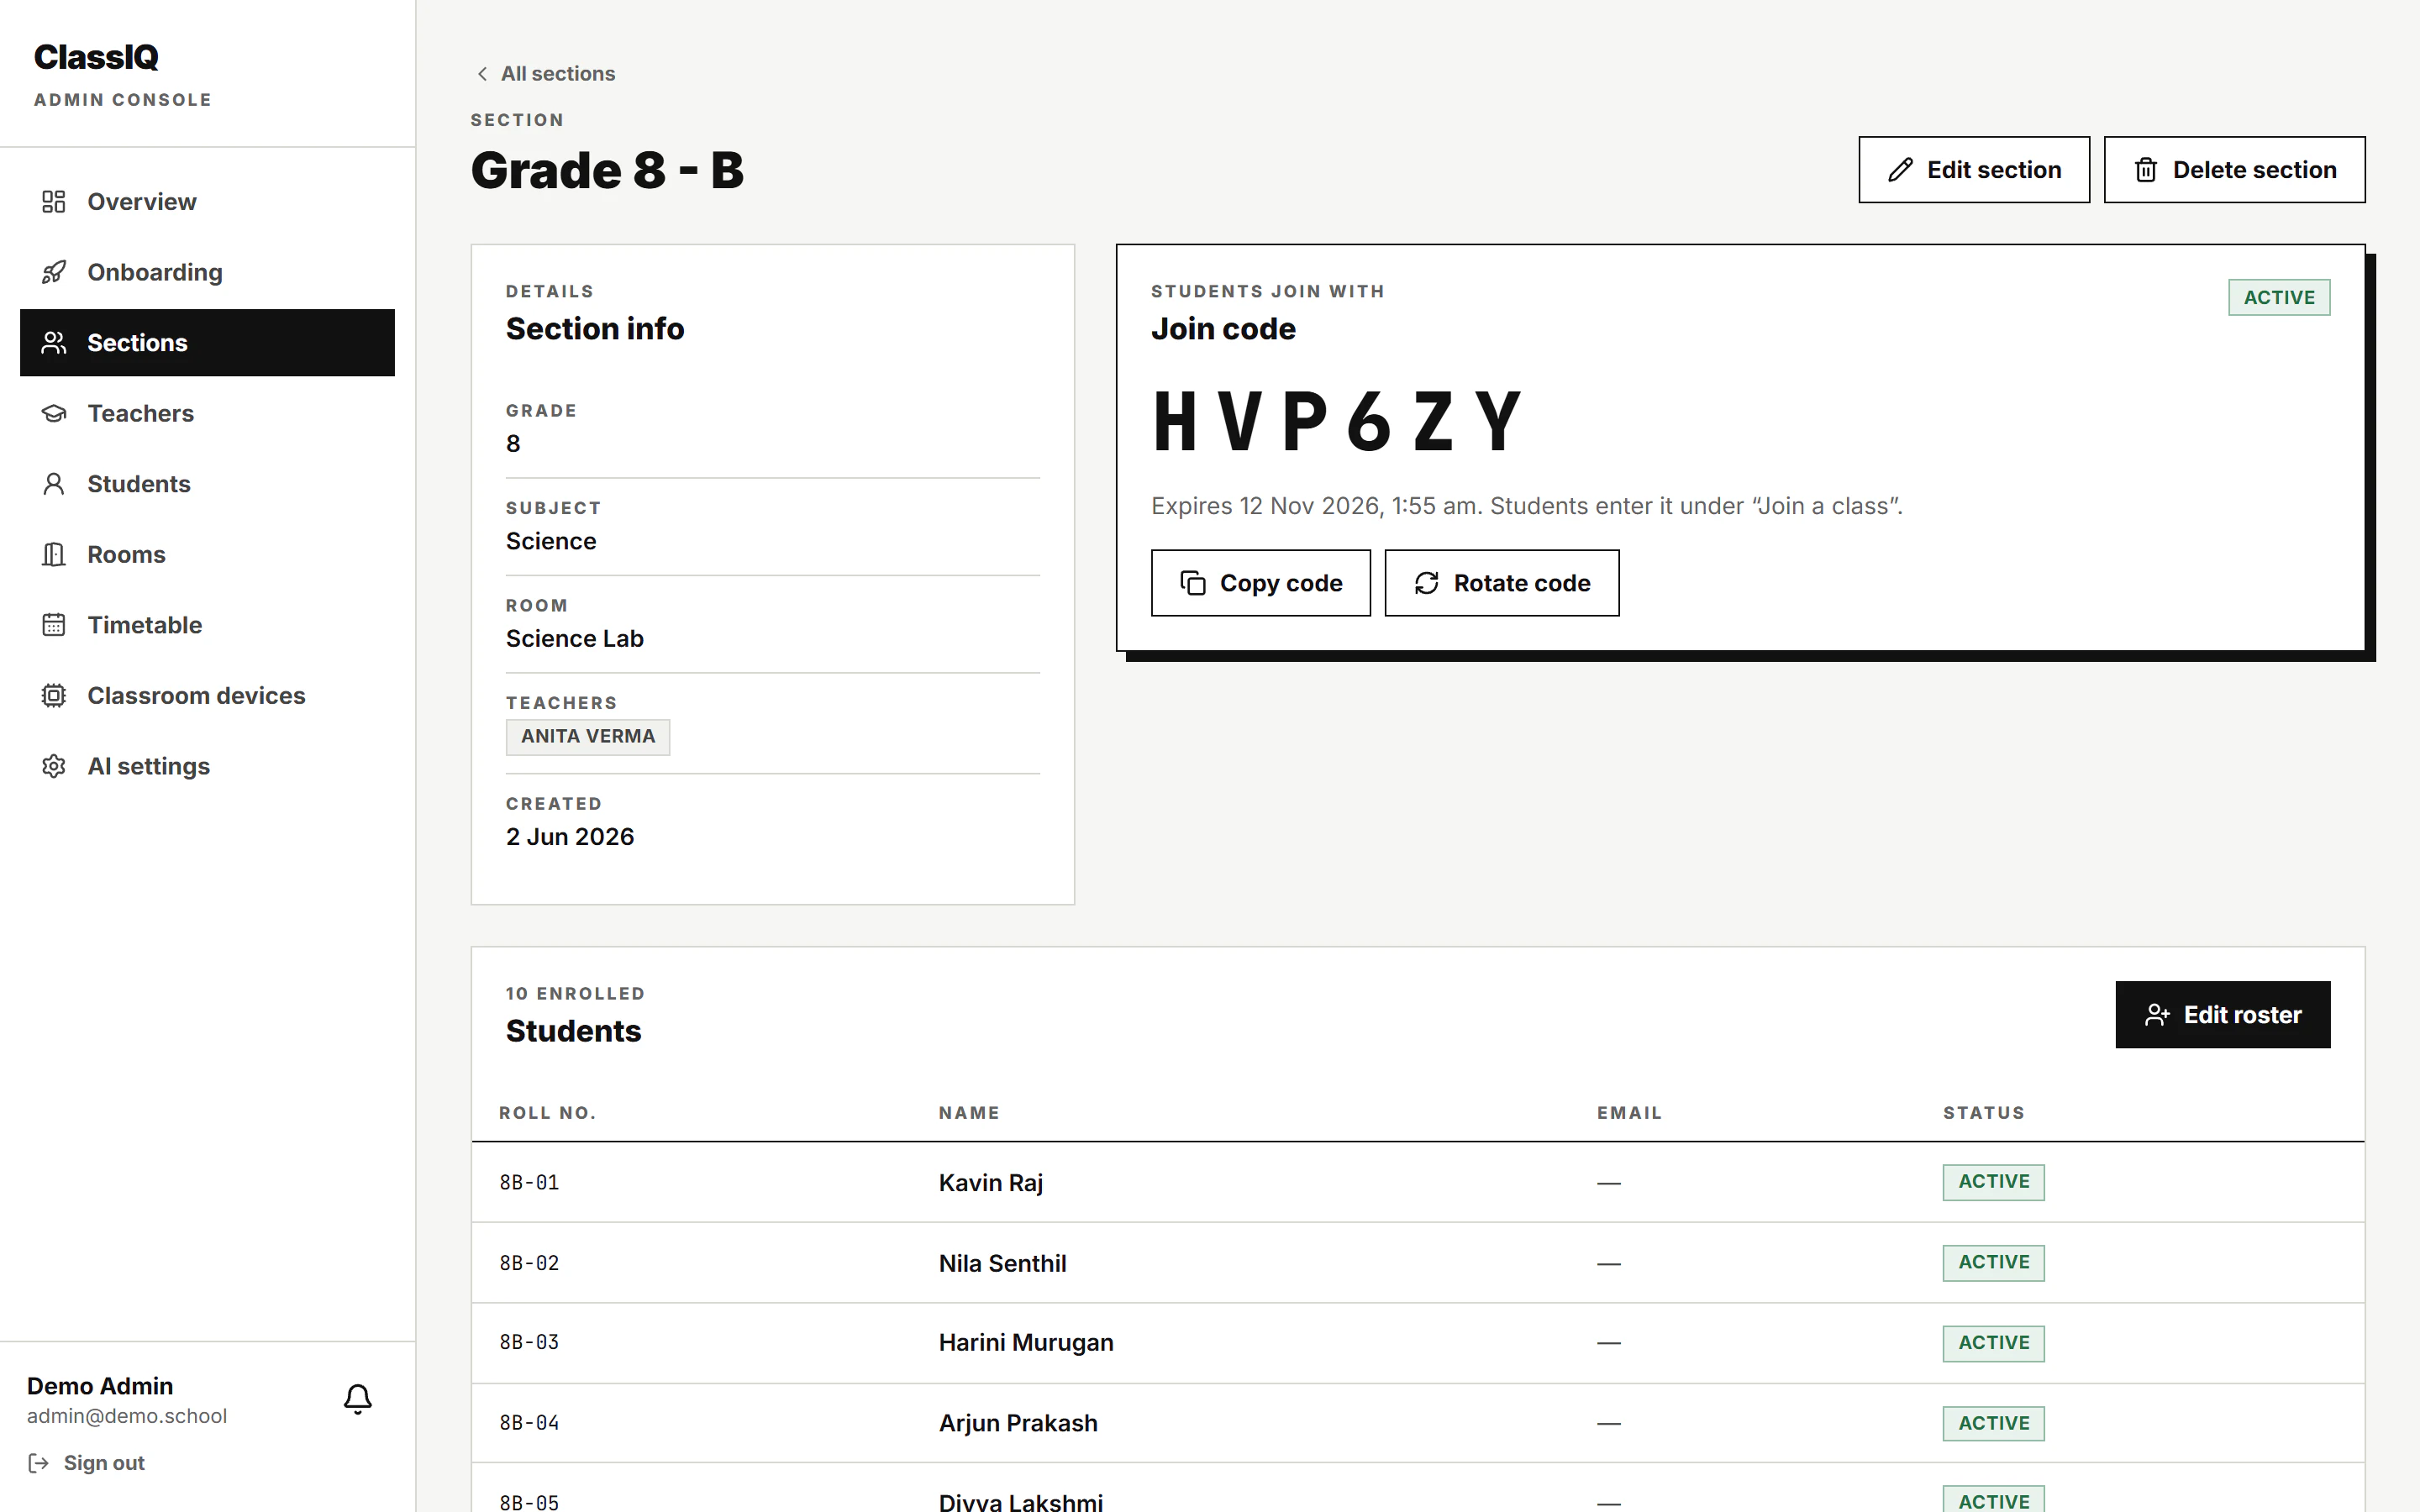 ClassIQ
ADMIN CONSOLE
Overview
Onboarding
Sections
Teachers
Students
Rooms
Timetable
Classroom devices
AI settings
Demo Admin
admin@demo.school
Sign out
All sections
SECTION
Grade 8 - B
Edit section
Delete section
DETAILS
Section info
GRADE
8
SUBJECT
Science
ROOM
Science Lab
TEACHERS
ANITA VERMA
CREATED
2 Jun 2026
STUDENTS JOIN WITH
ACTIVE
Join code
HVP6ZY
Expires 12 Nov 2026, 1:55 am. Students enter it under “Join a class”.
Copy code
Rotate code
10 ENROLLED
Students
Edit roster
ROLL NO. NAME EMAIL STATUS
8B-01 Kavin Raj — ACTIVE
8B-02 Nila Senthil — ACTIVE
8B-03 Harini Murugan — ACTIVE
8B-04 Arjun Prakash — ACTIVE
8B-05 Divya Lakshmi — ACTIVE